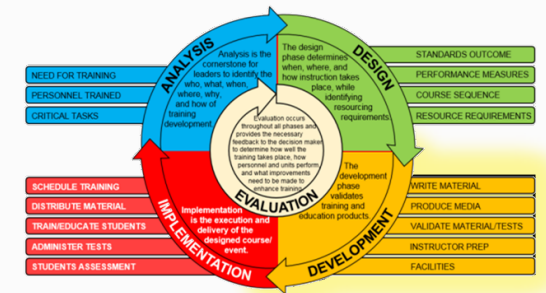 ANALYSIS
Analysis is the
cornerstone for
leaders to identify the
who, what, when,
where, why,
and how of
training
development.
NEED FOR TRAINING
PERSONNEL TRAINED
CRITICAL TASKS
DESIGN
The design
phase determines
when, where, and
how instruction takes
place, while
identifying
resourcing
requirements.
STANDARDS OUTCOME
PERFORMANCE MEASURES
COURSE SEQUENCE
RESOURCE REQUIREMENTS
Evaluation occurs
throughout all phases and
provides the necessary
feedback to the decision maker
to determine how well the
training takes place, how
personnel and units perform,
and what improvements
need to be made to
enhance training.
EVALUATION
The
development
phase
validates
training and
education products.
DEVELOPMENT
WRITE MATERIAL
PRODUCE MEDIA
VALIDATE MATERIAL/TESTS
INSTRUCTOR PREP
FACILITIES
Implementation
is the execution and
delivery of the
designed course/
event.
IMPLEMENTATION
SCHEDULE TRAINING
DISTRIBUTE MATERIAL
TRAIN/EDUCATE STUDENTS
ADMINISTER TESTS
STUDENTS ASSESSMENT